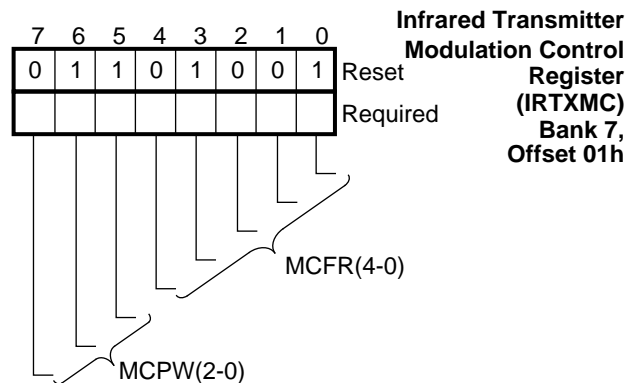 Infrared Transmitter
Modulation Control
Register
(IRTXMC)
Bank 7,
Offset 01h
7 6 5 4 3 2 1 0
0 1 1 0 1 0 0 1 Reset
Required
MCFR(4-0)
MCPW(2-0)